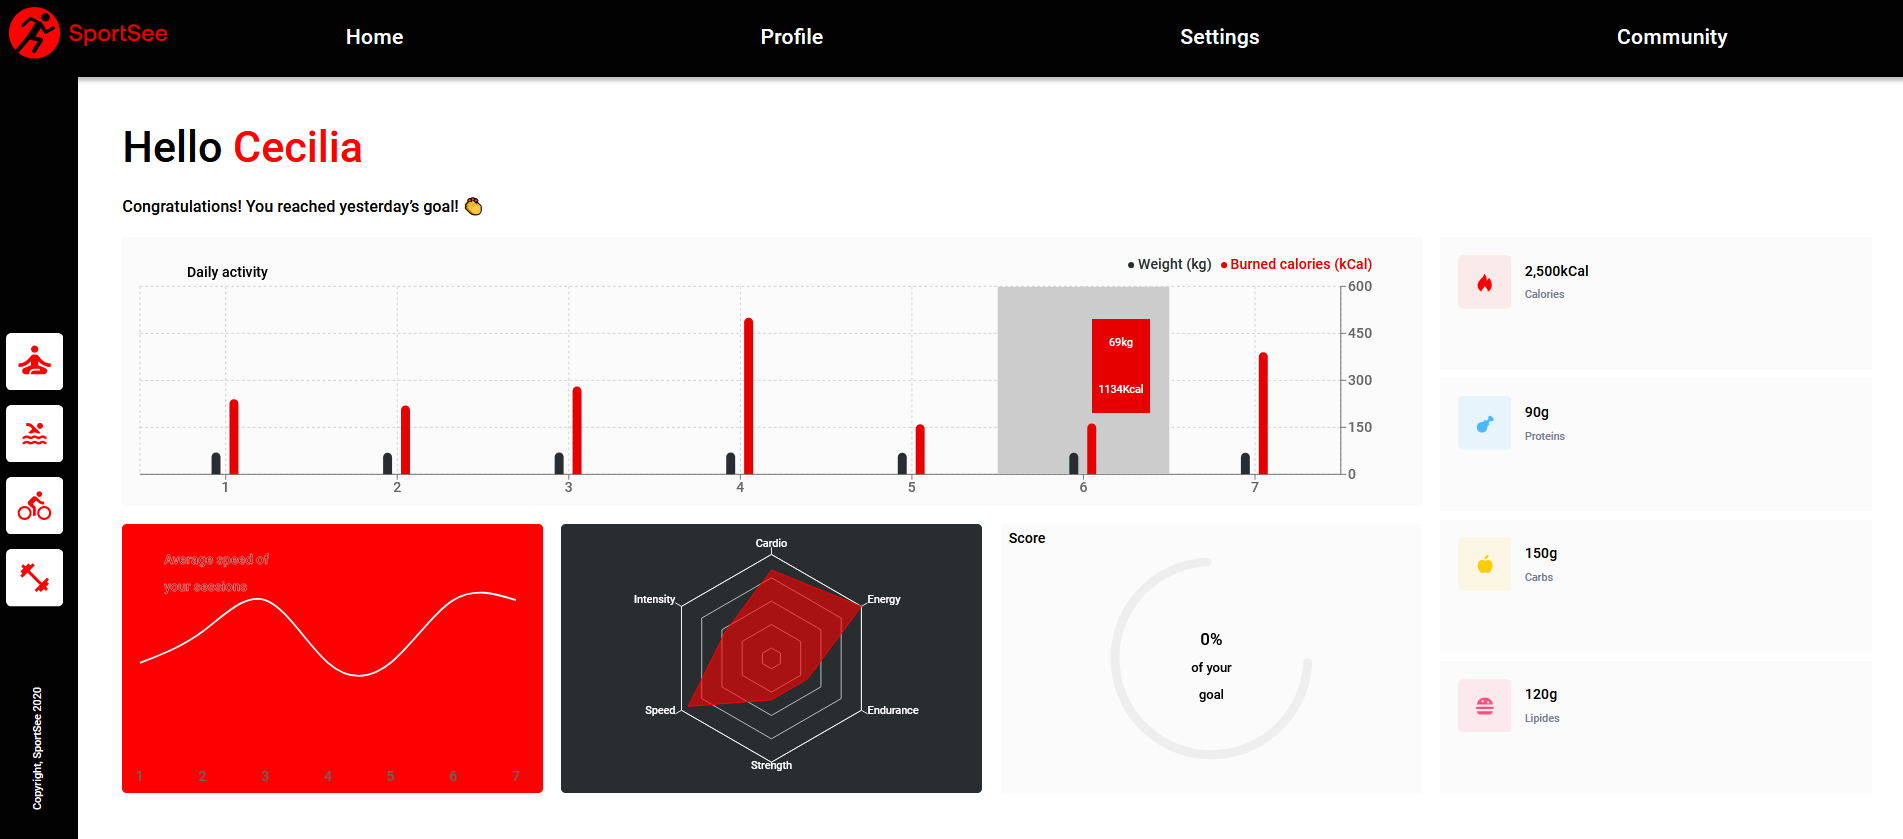 SportSee
Home
Profile
Settings
Community
Hello Cecilia
Congratulations! You reached yesterday’s goal! 👏
Daily activity
Weight (kg)
Burned calories (kCal)
600
450
300
150
0
69kg
1134Kcal
1
2
3
4
5
6
7
2,500kCal
Calories
90g
Proteins
150g
Carbs
120g
Lipides
Average speed of
your sessions
1
2
3
4
5
6
7
Cardio
Energy
Endurance
Strength
Speed
Intensity
Score
0%
of your
goal
Copyright, SportSee 2020